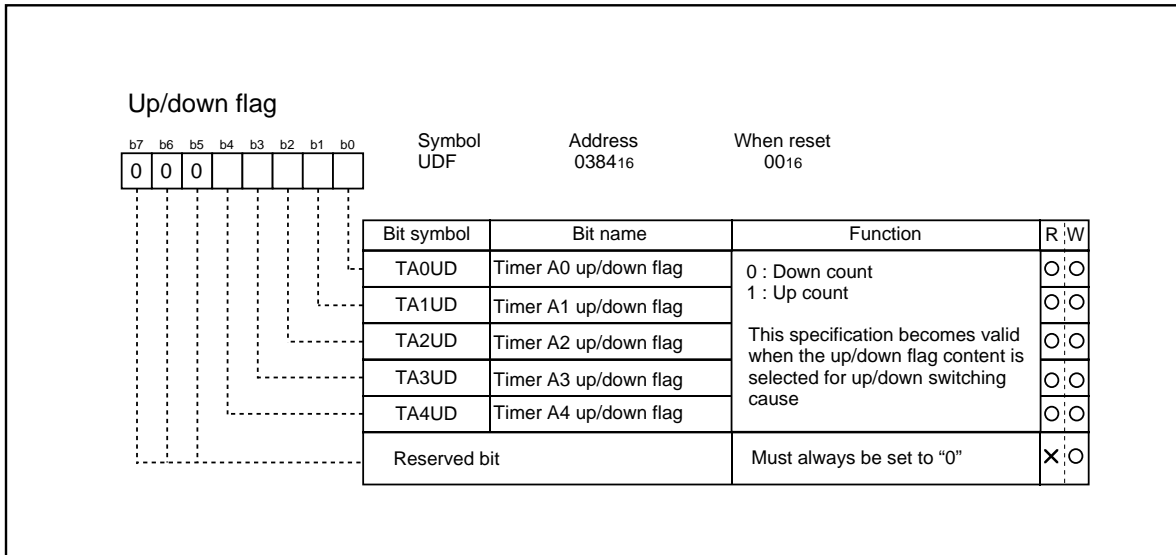 Up/down flag
b7 b6 b5 b4 b3 b2 b1 b0
0 0 0
Symbol Address When reset
UDF 038416 0016
Bit symbol Bit name Function R W
TA0UD Timer A0 up/down flag
TA1UD Timer A1 up/down flag
TA2UD Timer A2 up/down flag
TA3UD Timer A3 up/down flag
TA4UD Timer A4 up/down flag
0 : Down count
1 : Up count
This specification becomes valid
when the up/down flag content is
selected for up/down switching
cause
Reserved bit Must always be set to “0”